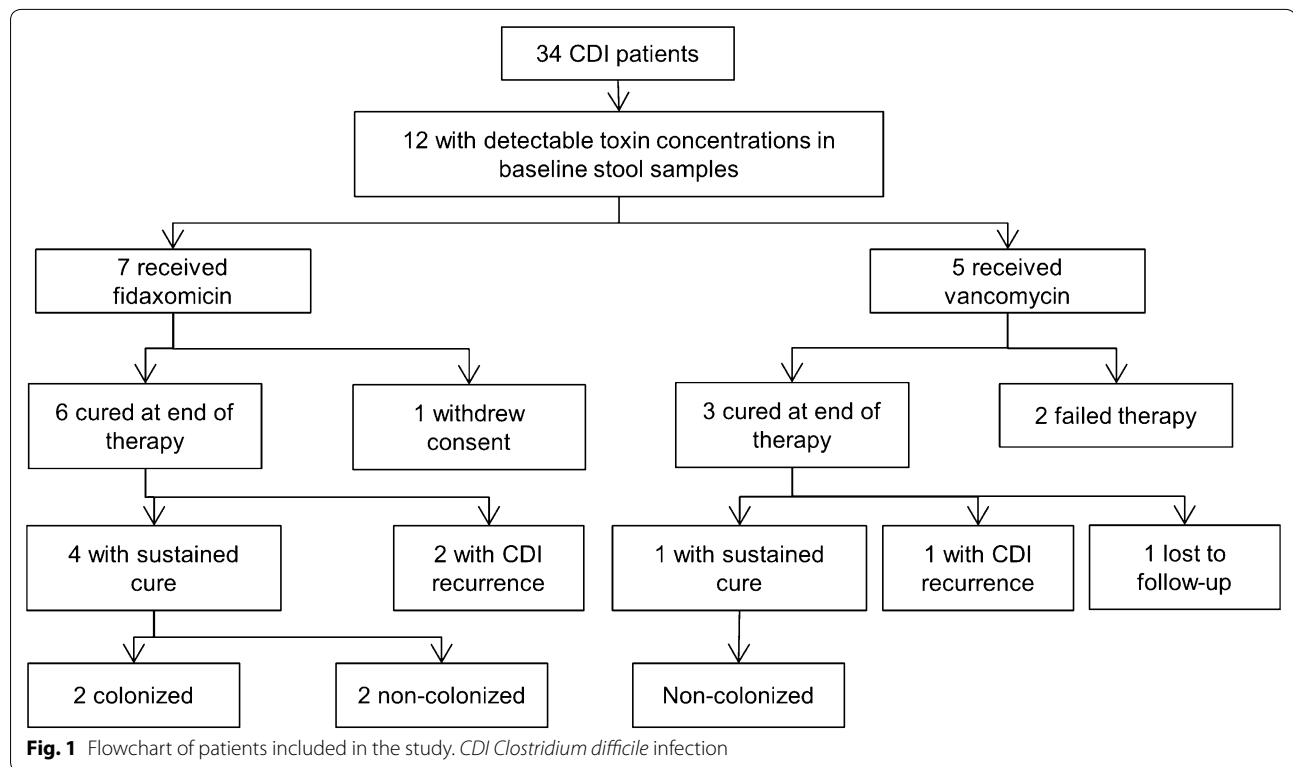 34 CDI patients
12 with detectable toxin concentrations in
baseline stool samples
7 received
fidaxomicin
5 received
vancomycin
6 cured at end of
therapy
1 withdrew
consent
3 cured at end of
therapy
2 failed therapy
4 with sustained
cure
2 with CDI
recurrence
1 with sustained
cure
1 with CDI
recurrence
1 lost to
follow-up
2 colonized
2 non-colonized
Non-colonized
Fig. 1 Flowchart of patients included in the study. CDI Clostridium difficile infection